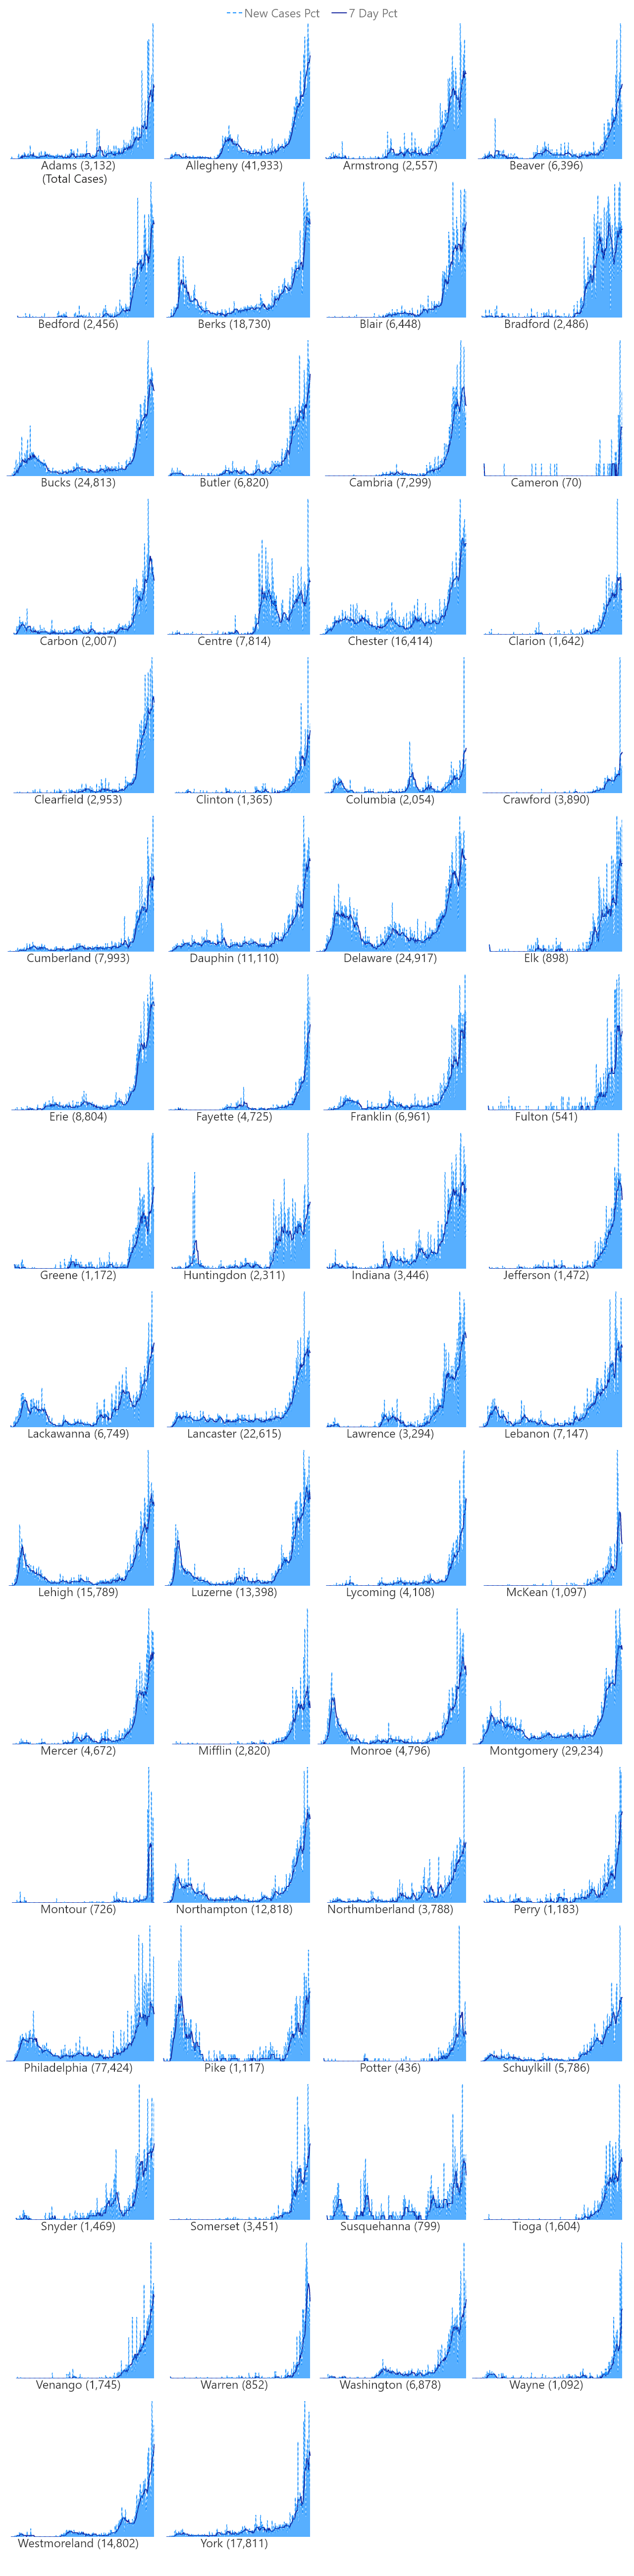 New Cases Pct 7 Day Pct
Adams (3,132) Allegheny (41,933) Armstrong (2,557) Beaver (6,396)
(Total Cases)
Bedford (2,456) Berks (18,730) Blair (6,448) Bradford (2,486)
Bucks (24,813) Butler (6,820) Cambria (7,299) Cameron (70)
Carbon (2,007) Centre (7,814) Chester (16,414) Clarion (1,642)
Clearfield (2,953) Clinton (1,365) Columbia (2,054) Crawford (3,890)
Cumberland (7,993) Dauphin (11,110) Delaware (24,917) Elk (898)
Erie (8,804) Fayette (4,725) Franklin (6,961) Fulton (541)
Greene (1,172) Huntingdon (2,311) Indiana (3,446) Jefferson (1,472)
Lackawanna (6,749) Lancaster (22,615) Lawrence (3,294) Lebanon (7,147)
Lehigh (15,789) Luzerne (13,398) Lycoming (4,108) McKean (1,097)
Mercer (4,672) Mifflin (2,820) Monroe (4,796) Montgomery (29,234)
Montour (726) Northampton (12,818) Northumberland (3,788) Perry (1,183)
Philadelphia (77,424) Pike (1,117) Potter (436) Schuylkill (5,786)
Snyder (1,469) Somerset (3,451) Susquehanna (799) Tioga (1,604)
Venango (1,745) Warren (852) Washington (6,878) Wayne (1,092)
Westmoreland (14,802) York (17,811)